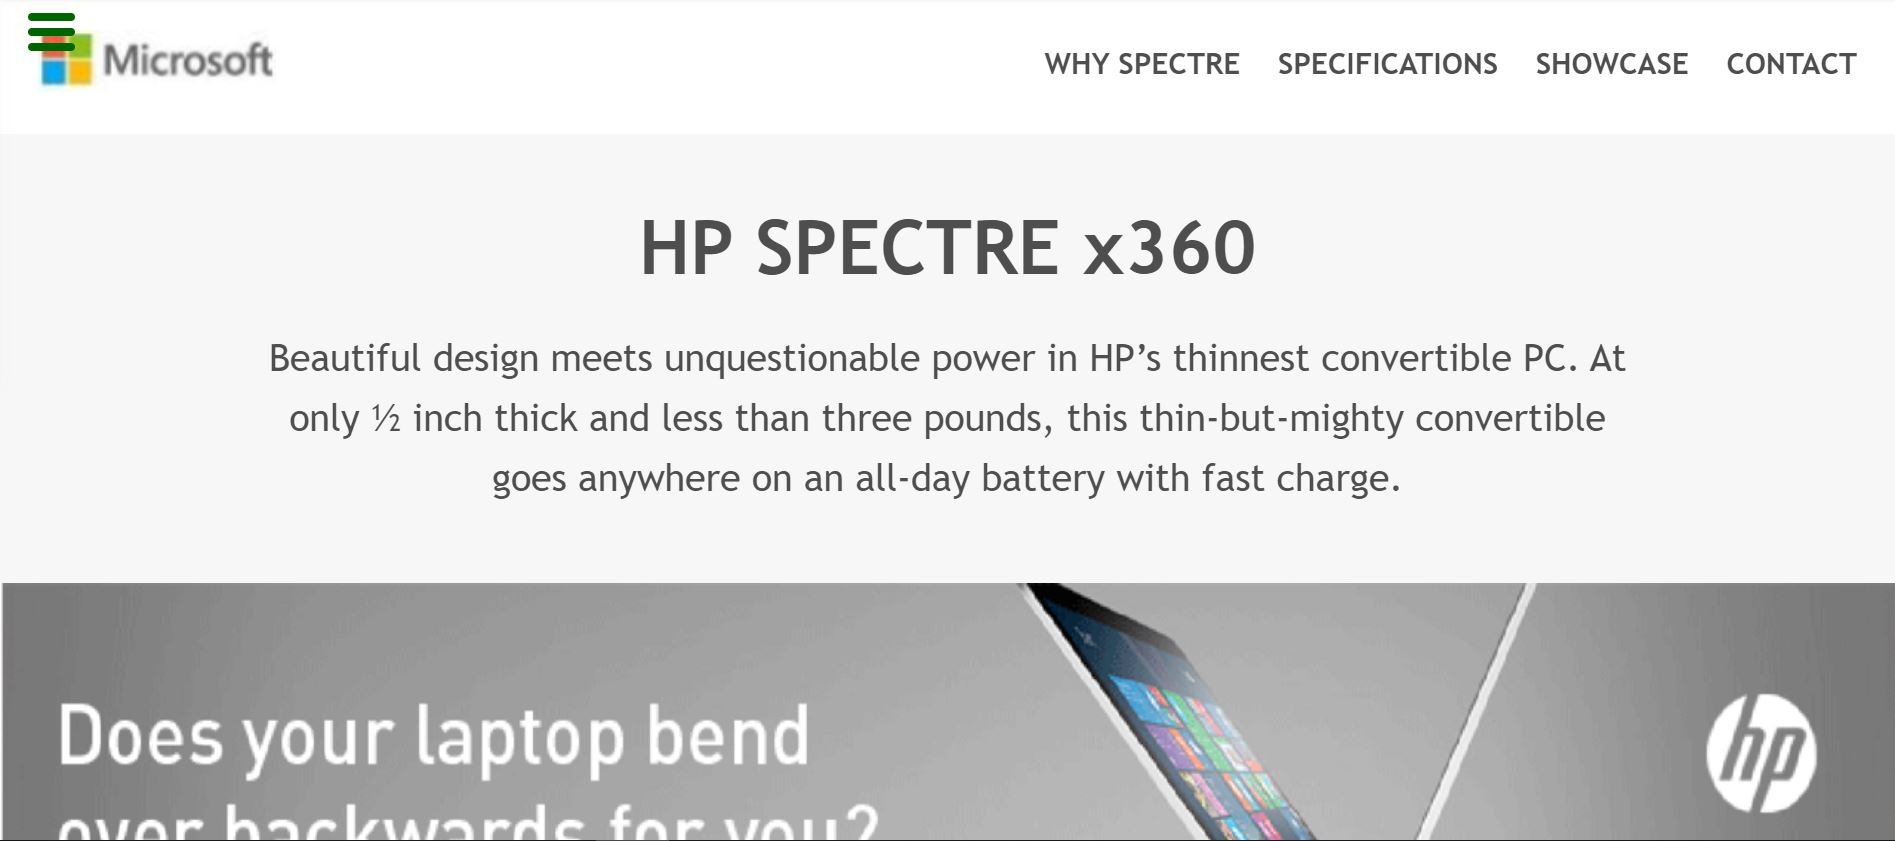 Microsoft
WHY SPECTRE SPECIFICATIONS SHOWCASE CONTACT
HP SPECTRE x360
Beautiful design meets unquestionable power in HP’s thinnest convertible PC. At
only ½ inch thick and less than three pounds, this thin-but-mighty convertible
goes anywhere on an all-day battery with fast charge.
Does your laptop bend
over backwards for you?
hp